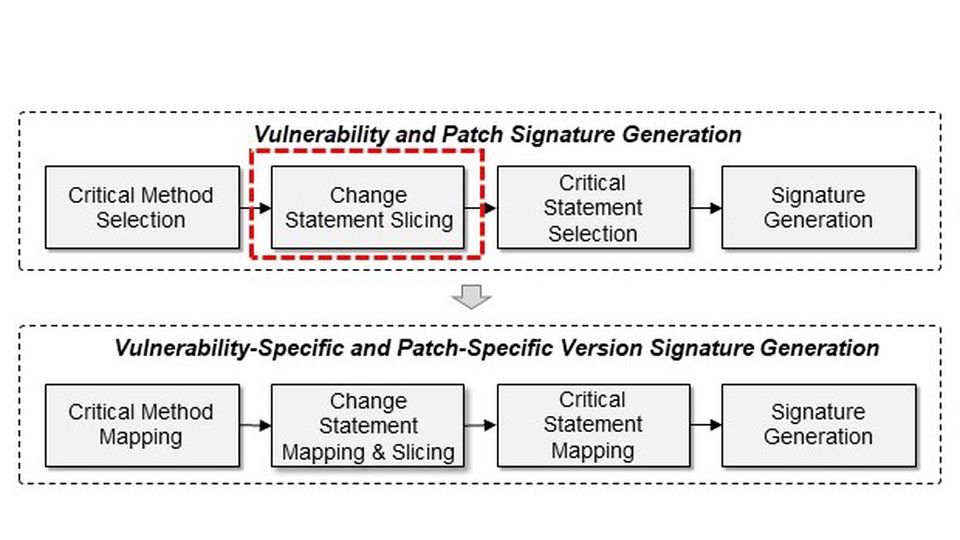 Vulnerability and Patch Signature Generation
Critical Method
Selection
Change
Statement Slicing
Critical
Statement
Selection
Signature
Generation
Vulnerability-Specific and Patch-Specific Version Signature Generation
Critical Method
Mapping
Change
Statement
Mapping & Slicing
Critical
Statement
Mapping
Signature
Generation